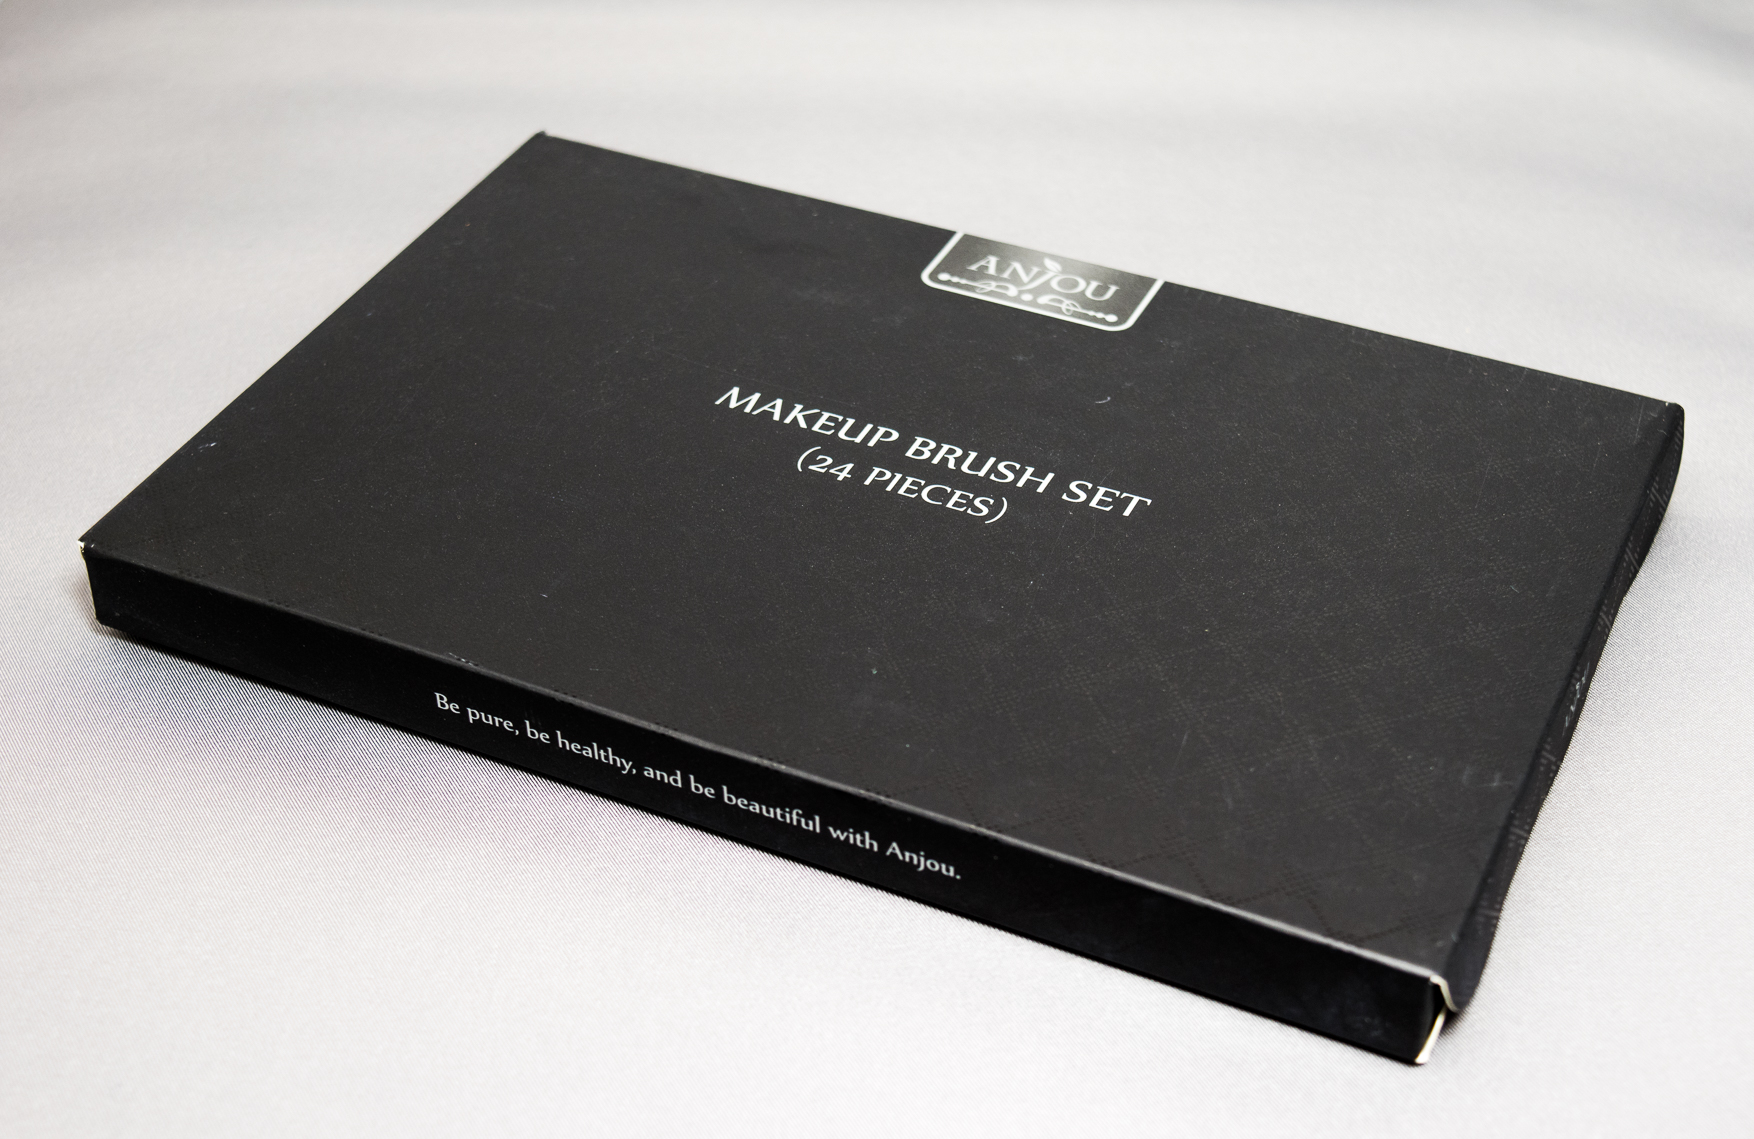 ANJOU
MAKEUP BRUSH SET
(24 PIECES)
Be pure, be healthy, and be beautiful with Anjou.